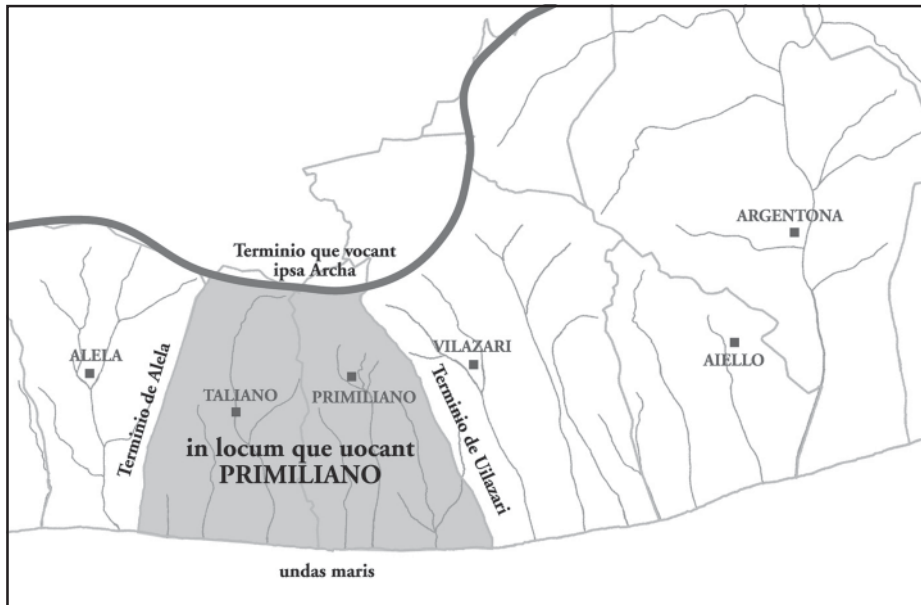 ARGENTONA
Terminio que vocant
ipsa Archa
ALELA
VILAZARI
AIELLO
TALIANO
PRIMILIANO
Terminio de Alela
Terminio de Uilazari
in locum que uocant
PRIMILIANO
undas maris